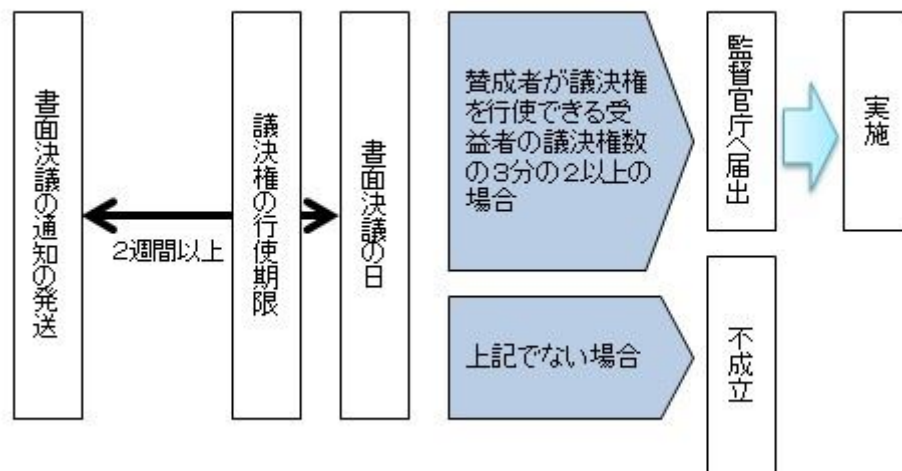 書面決議の通知の発送
2週間以上
議決権の行使期限
書面決議の日
賛成者が議決権
を行使できる受
益者の議決権数
の3分の2以上の
場合
監督官庁へ届出
実施
上記でない場合
不成立